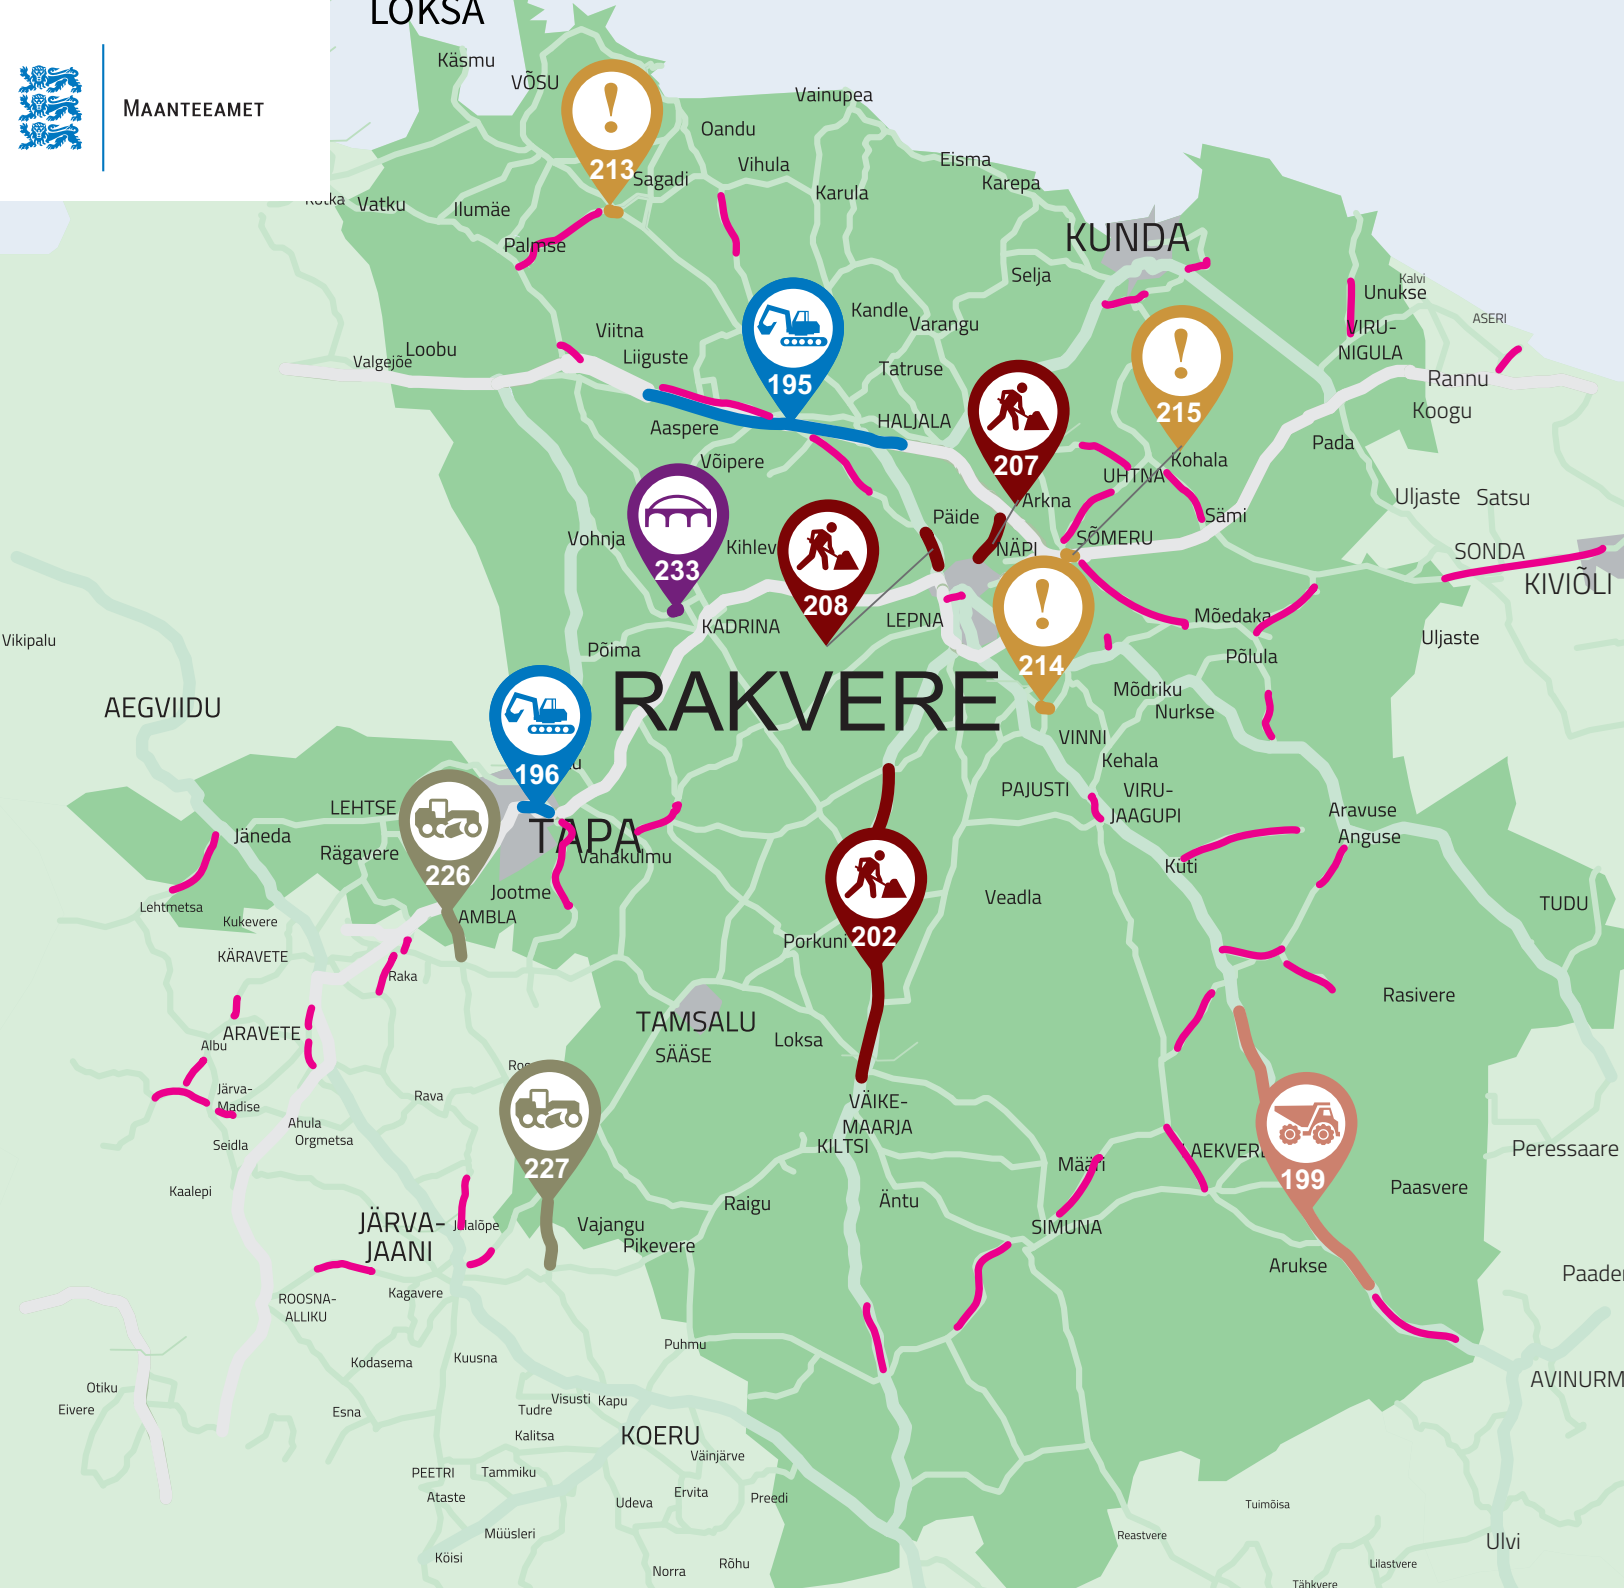 LOKSA
MAANTEEAMET
Käsmu
VÕSU
Vainupea
Oandu
Vihula
Eisma
Karepa
213
Sagadi
Karula
Vatku
Ilumäe
Palmse
KUNDA
Selja
Kalvi
Unukse
ASERI
VIRU-
NIGULA
Kandle
Varangu
Viitna
Liiguste
Loobu
Valgejõe
195
Tatruse
215
Rannu
Koogu
Aaspere
HALJALA
Pada
Võipere
207
UHTNA
Kohala
Arkna
Uljaste
Satsu
Päide
Sämi
Vohnja
NÄPI
SÕMERU
SONDA
KIVIÕLI
233
208
KADRINA
LEPNA
Mõedaka
Uljaste
Vikipalu
Põima
214
Põlula
AEGVIIDU
RAKVERE
Mõdriku
Nurkse
VINNI
Kehala
196
PAJUSTI
VIRU-
JAAGUPI
LEHTSE
Jäneda
TAPA
Aravuse
Anguse
Rägavere
Vahakulmu
226
Küti
Jootme
Veadla
TUDU
Lehtmetsa
Kukevere
AMBLA
Porkuni
202
KÄRAVETE
Raka
Rasivere
ARAVETE
TAMSALU
SÄÄSE
Loksa
Albu
Järva-
Madise
Rava
VÄIKE-
MAARJA
Ahula
Orgmetsa
Seidla
KILTSI
Määri
Peressaare
227
199
Kaalepi
Raigu
Äntu
Paasvere
JÄRVA-
JAANI
Vajangu
Pikevere
SIMUNA
Arukse
ROOSNA-
ALLIKU
Kagavere
Puhmu
Kodasema
Kuusna
Otiku
Eivere
Esna
Visusti
Kapu
Tudre
Kalitsa
KOERU
Väinjärve
PEETRI
Tammiku
Ataste
Udeva
Ervita
Preedi
Tuimõisa
Müüsleri
Reastvere
Ulvi
Köisi
Norra
Rõhu
Lilastvere
Tähkvere